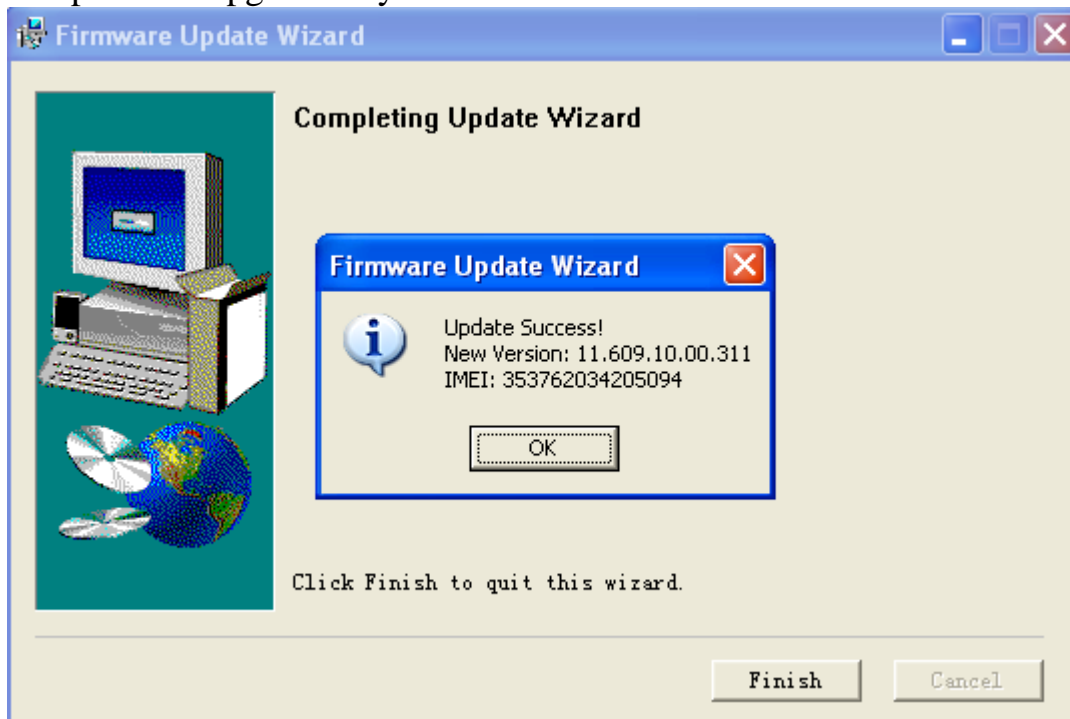 Firmware Update Wizard
Completing Update Wizard
Firmware Update Wizard
Update Success!
New Version: 11.609.10.00.311
IMEI: 353762034205094
OK
Click Finish to quit this wizard.
Finish
Cancel